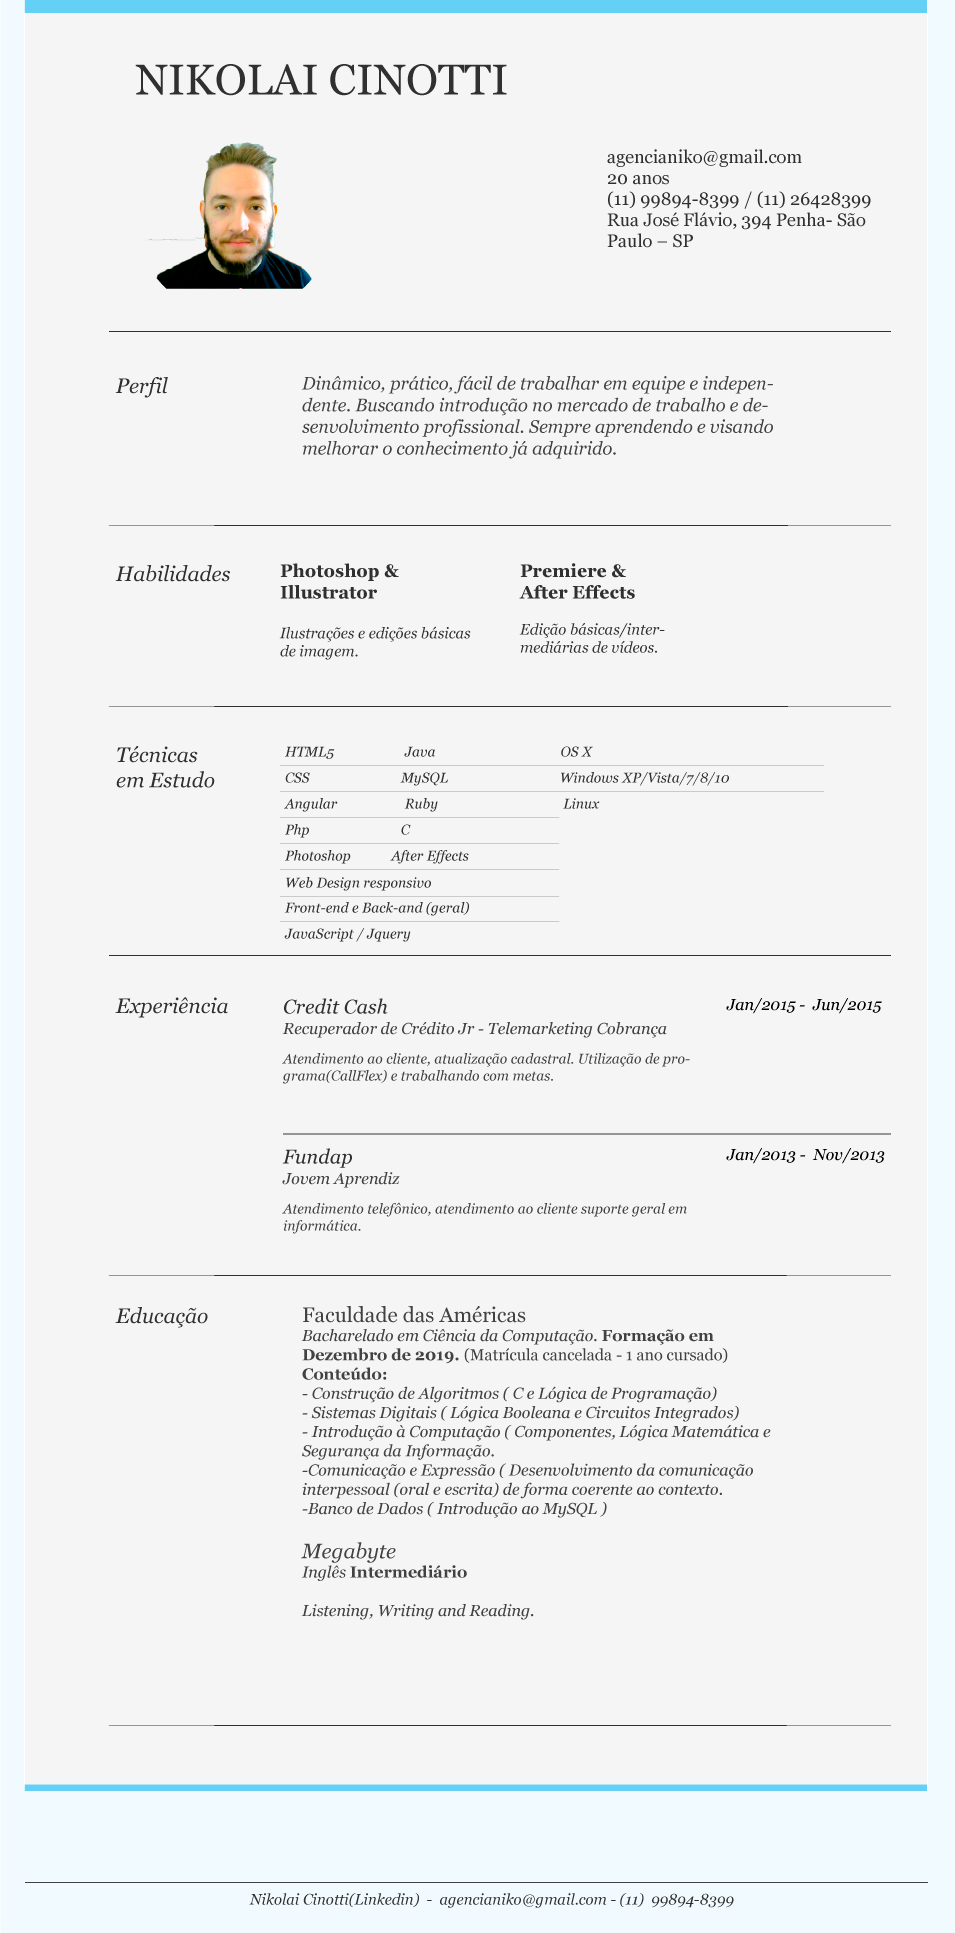 NIKOLAI CINOTTI
agencianiko@gmail.com
20 anos
(11) 99894-8399 / (11) 26428399
Rua José Flávio, 394 Penha- São
Paulo – SP
Perfil
Dinâmico, prático, fácil de trabalhar em equipe e indepen-
dente. Buscando introdução no mercado de trabalho e de-
senvolvimento profissional. Sempre aprendendo e visando
melhorar o conhecimento já adquirido.
Habilidades
Photoshop &
Illustrator
Ilustrações e edições básicas
de imagem.
Premiere &
After Effects
Edição básicas/inter-
mediárias de vídeos.
Técnicas
em Estudo
HTML5 Java OS X
CSS MySQL Windows XP/Vista/7/8/10
Angular Ruby Linux
Php C
Photoshop After Effects
Web Design responsivo
Front-end e Back-and (geral)
JavaScript / Jquery
Experiência
Credit Cash Jan/2015 - Jun/2015
Recuperador de Crédito Jr - Telemarketing Cobrança
Atendimento ao cliente, atualização cadastral. Utilização de pro-
grama(CallFlex) e trabalhando com metas.
Fundap Jan/2013 - Nov/2013
Jovem Aprendiz
Atendimento telefônico, atendimento ao cliente suporte geral em
informática.
Educação
Faculdade das Américas
Bacharelado em Ciência da Computação. Formação em
Dezembro de 2019. (Matrícula cancelada - 1 ano cursado)
Conteúdo:
- Construção de Algoritmos ( C e Lógica de Programação)
- Sistemas Digitais ( Lógica Booleana e Circuitos Integrados)
- Introdução à Computação ( Componentes, Lógica Matemática e
Segurança da Informação.
-Comunicação e Expressão ( Desenvolvimento da comunicação
interpessoal (oral e escrita) de forma coerente ao contexto.
-Banco de Dados ( Introdução ao MySQL )
Megabyte
Inglês Intermediário
Listening, Writing and Reading.
Nikolai Cinotti(Linkedin) - agencianiko@gmail.com - (11) 99894-8399